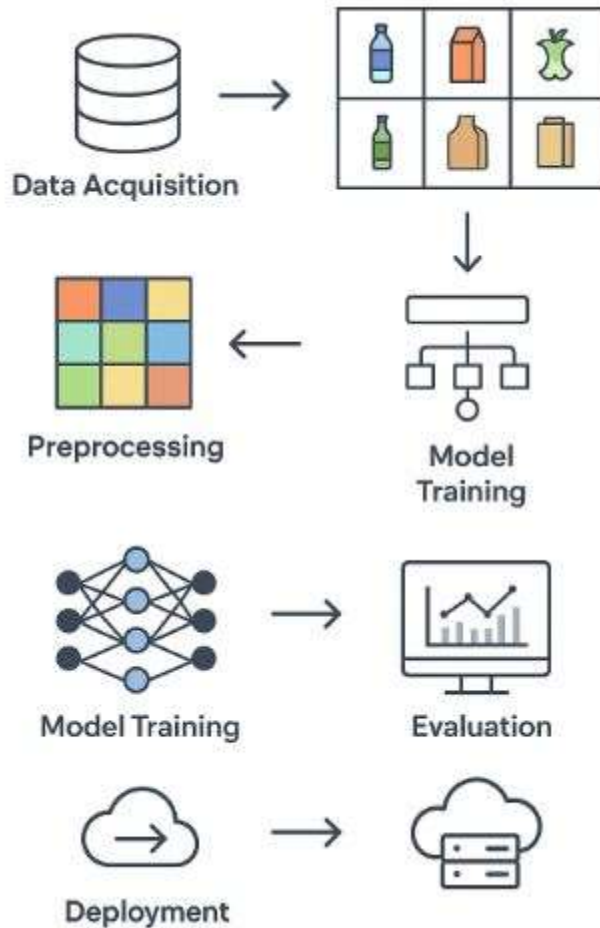 Data Acquisition
Preprocessing
Model
Training
Model Training
Evaluation
Deployment